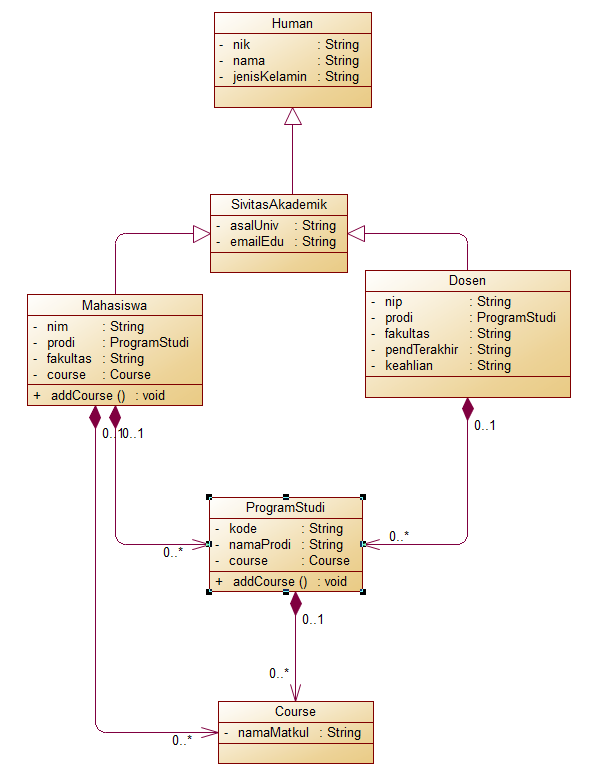 Human
- nik : String
- nama : String
- jenisKelamin : String
SivitasAkademik
- asalUniv : String
- emailEdu : String
Mahasiswa
- nim : String
- prodi : ProgramStudi
- fakultas : String
- course : Course
+ addCourse () : void
Dosen
- nip : String
- prodi : ProgramStudi
- fakultas : String
- pendTerakhir : String
- keahlian : String
0..1
0..1
0..1
ProgramStudi
- kode : String
- namaProdi : String
- course : Course
+ addCourse () : void
0..*
0..*
0..1
0..*
Course
- namaMatkul : String
0..*